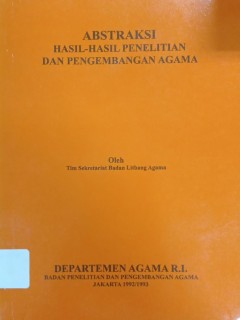 ABSTRAKSI
HASIL-HASIL PENELITIAN
DAN PENGEMBANGAN AGAMA
Oleh
Tim Sekretariat Badan Litbang Agama
DEPARTEMEN AGAMA R.I.
BADAN PENELITIAN DAN PENGEMBANGAN AGAMA
JAKARTA 1992/1993